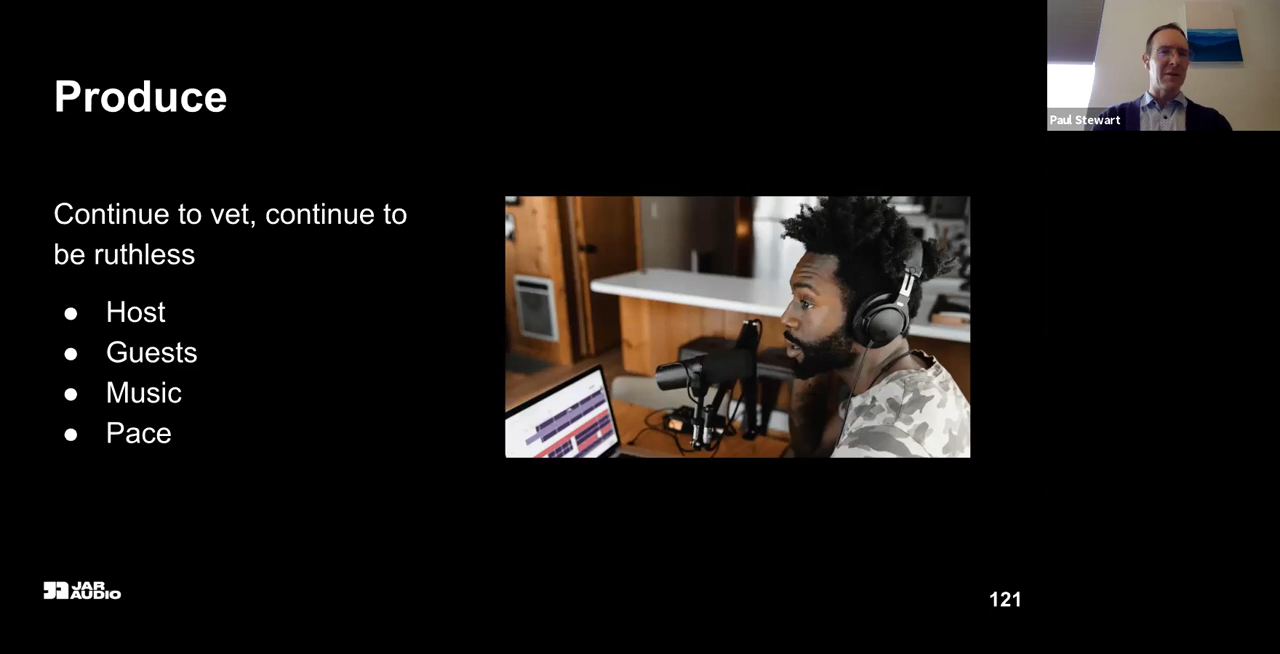 Produce
Paul Stewart
Continue to vet, continue to
be ruthless
● Host
● Guests
● Music
● Pace
JAR
AUDIO
121